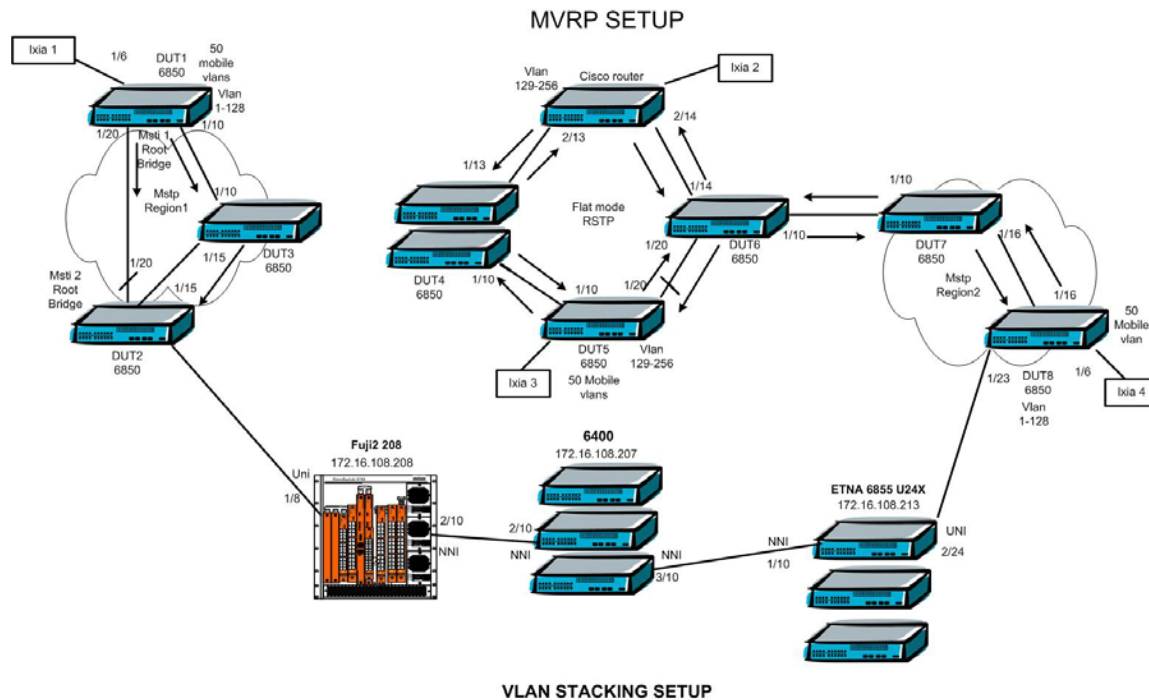 MVRP SETUP
Ixia 1
1/6
DUT1
6850
50
mobile
vlans
Vlan
1-128
1/20
1/10
Msti 1
Root
Bridge
Mstp
Region1
1/10
DUT3
6850
1/20
1/15
1/15
Msti 2
Root
Bridge
DUT2
6850
Vlan
129-256
Cisco router
Ixia 2
2/13
2/14
1/13
1/14
Flat mode
RSTP
DUT4
6850
1/10
1/10
1/20
1/20
DUT6
6850
1/10
DUT5
6850
50 Mobile
vlans
Vlan
129-256
Ixia 3
1/10
DUT7
6850
1/16
Mstp
Region2
1/16
50
Mobile
vlan
1/23
DUT8
6850
Vlan
1-128
1/6
Ixia 4
Fuji2 208
172.16.108.208
Uni
1/8
2/10
NNI
6400
172.16.108.207
2/10
NNI
NNI
3/10
ETNA 6855 U24X
172.16.108.213
NNI
1/10
UNI
2/24
VLAN STACKING SETUP